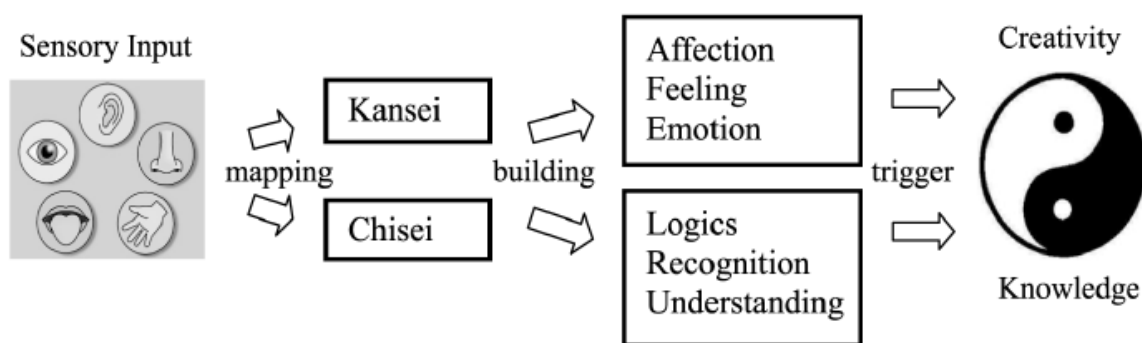 Sensory Input
mapping
Kansei
Chisei
building
Affection
Feeling
Emotion
Logics
Recognition
Understanding
trigger
Creativity
Knowledge